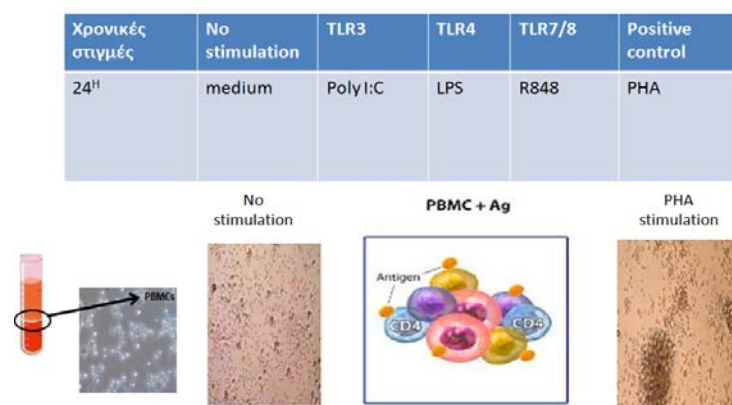 Χρονικές στιγμές
No stimulation
TLR3
TLR4
TLR7/8
Positive control
24H
medium
Poly I:C
LPS
R848
PHA
No stimulation
PBMC + Ag
PHA stimulation
PBMCs
Antigen
CD4
CD4